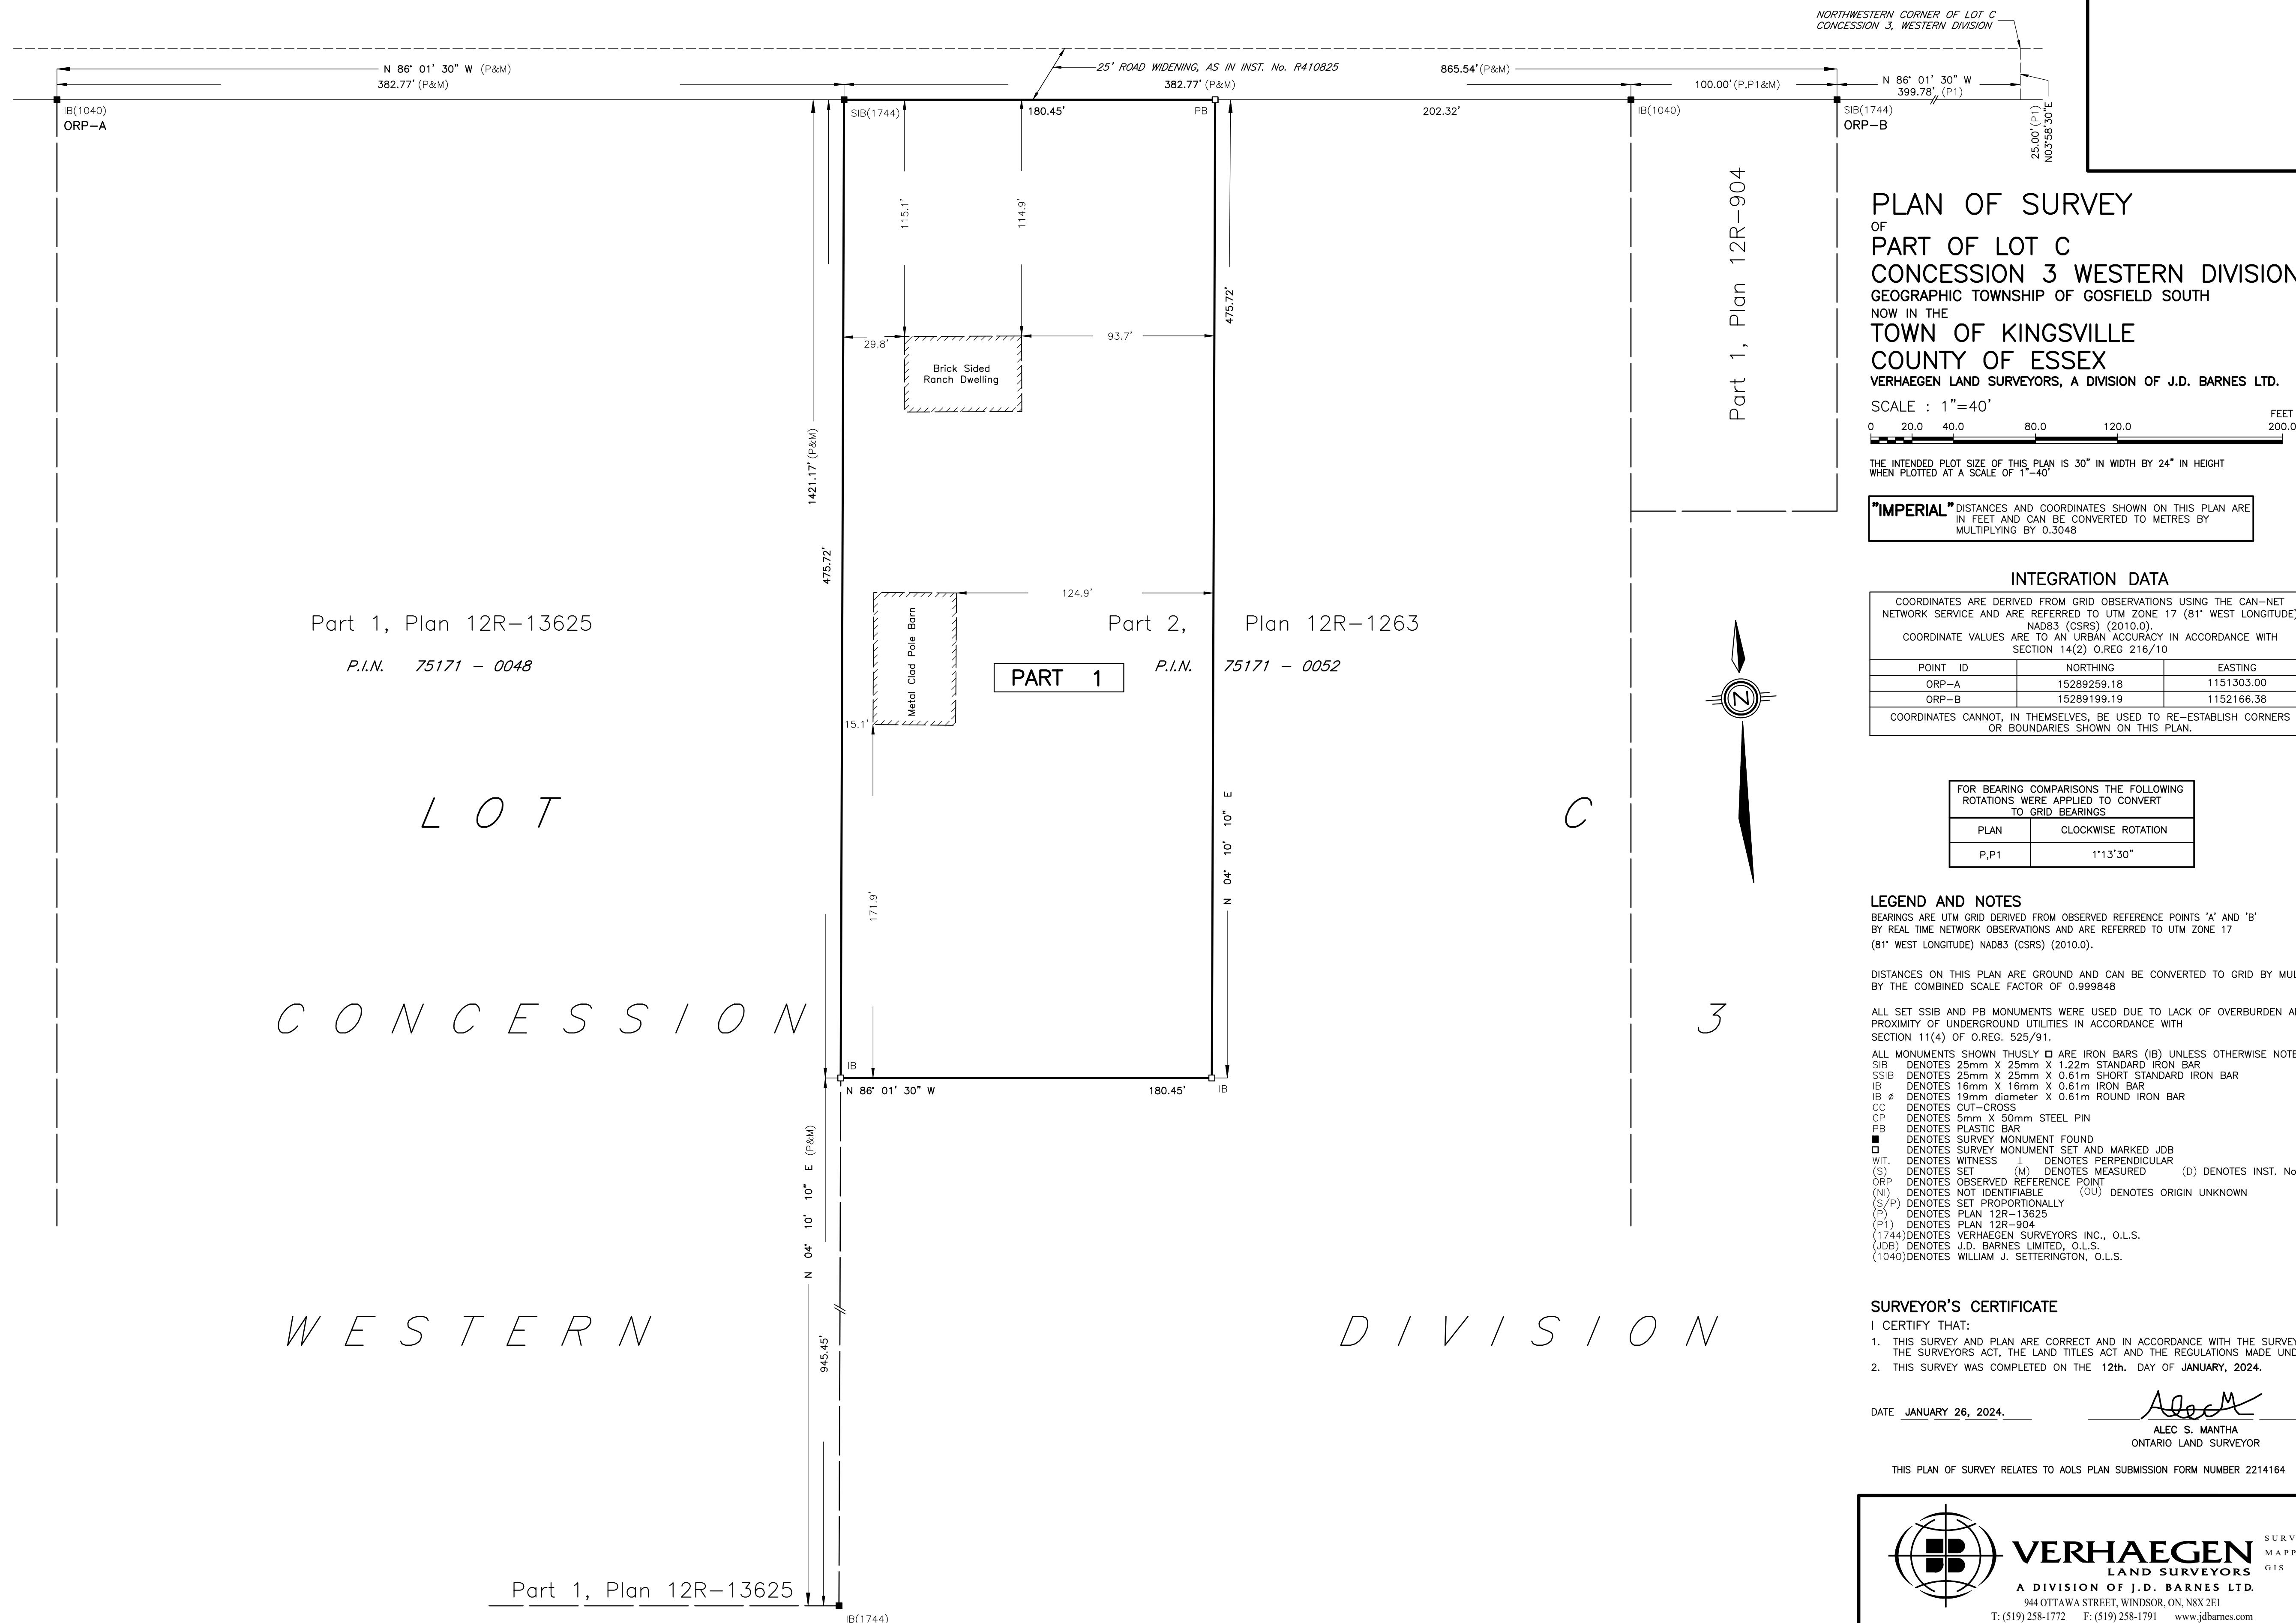 NORTHWESTERN CORNER OF LOT C
CONCESSION 3, WESTERN DIVISION
N 86° 01' 30" W (P&M)
382.77' (P&M)
25' ROAD WIDENING, AS IN INST. No. R410825
382.77' (P&M)
865.54'(P&M)
100.00'(P,P1&M)
N 86° 01' 30" W
399.78' (P1)
IB(1040)
ORP-A
SIB(1744)
180.45'
PB
202.32'
IB(1040)
SIB(1744)
ORP-B
25.00'(P1)
N03°58'30"E
115.1'
114.9'
475.72'
29.8'
93.7'
Brick Sided
Ranch Dwelling
1421.17' (P&M)
475.72'
Part 1, Plan 12R-904
124.9'
Metal Clad Pole Barn
15.1'
171.9'
Part 1, Plan 12R-13625
P.I.N. 75171 - 0048
Part 2, Plan 12R-1263
P.I.N. 75171 - 0052
PART 1
N
N 04° 10' 10" E
LOT
C
CONCESSION
3
IB
N 86° 01' 30" W
180.45'
IB
N 04° 10' 10" E (P&M)
945.45'
WESTERN
DIVISION
Part 1, Plan 12R-13625
IB(1744)
PLAN OF SURVEY
OF
PART OF LOT C
CONCESSION 3 WESTERN DIVISION
GEOGRAPHIC TOWNSHIP OF GOSFIELD SOUTH
NOW IN THE
TOWN OF KINGSVILLE
COUNTY OF ESSEX
VERHAEGEN LAND SURVEYORS, A DIVISION OF J.D. BARNES LTD.
SCALE : 1"=40'
FEET
0 20.0 40.0 80.0 120.0 200.0
THE INTENDED PLOT SIZE OF THIS PLAN IS 30" IN WIDTH BY 24" IN HEIGHT
WHEN PLOTTED AT A SCALE OF 1"-40'
"IMPERIAL" DISTANCES AND COORDINATES SHOWN ON THIS PLAN ARE
IN FEET AND CAN BE CONVERTED TO METRES BY
MULTIPLYING BY 0.3048
INTEGRATION DATA
COORDINATES ARE DERIVED FROM GRID OBSERVATIONS USING THE CAN-NET
NETWORK SERVICE AND ARE REFERRED TO UTM ZONE 17 (81° WEST LONGITUDE)
NAD83 (CSRS) (2010.0).
COORDINATE VALUES ARE TO AN URBAN ACCURACY IN ACCORDANCE WITH
SECTION 14(2) O.REG 216/10
POINT ID NORTHING EASTING
ORP-A 15289259.18 1151303.00
ORP-B 15289199.19 1152166.38
COORDINATES CANNOT, IN THEMSELVES, BE USED TO RE-ESTABLISH CORNERS
OR BOUNDARIES SHOWN ON THIS PLAN.
FOR BEARING COMPARISONS THE FOLLOWING
ROTATIONS WERE APPLIED TO CONVERT
TO GRID BEARINGS
PLAN CLOCKWISE ROTATION
P,P1 1°13'30"
LEGEND AND NOTES
BEARINGS ARE UTM GRID DERIVED FROM OBSERVED REFERENCE POINTS 'A' AND 'B'
BY REAL TIME NETWORK OBSERVATIONS AND ARE REFERRED TO UTM ZONE 17
(81° WEST LONGITUDE) NAD83 (CSRS) (2010.0).
DISTANCES ON THIS PLAN ARE GROUND AND CAN BE CONVERTED TO GRID BY MUL
BY THE COMBINED SCALE FACTOR OF 0.999848
ALL SET SSIB AND PB MONUMENTS WERE USED DUE TO LACK OF OVERBURDEN A
PROXIMITY OF UNDERGROUND UTILITIES IN ACCORDANCE WITH
SECTION 11(4) OF O.REG. 525/91.
ALL MONUMENTS SHOWN THUSLY □ ARE IRON BARS (IB) UNLESS OTHERWISE NOTE
SIB DENOTES 25mm X 25mm X 1.22m STANDARD IRON BAR
SSIB DENOTES 25mm X 25mm X 0.61m SHORT STANDARD IRON BAR
IB DENOTES 16mm X 16mm X 0.61m IRON BAR
IB ø DENOTES 19mm diameter X 0.61m ROUND IRON BAR
CC DENOTES CUT-CROSS
CP DENOTES 5mm X 50mm STEEL PIN
PB DENOTES PLASTIC BAR
■ DENOTES SURVEY MONUMENT FOUND
□ DENOTES SURVEY MONUMENT SET AND MARKED JDB
WIT. DENOTES WITNESS ⊥ DENOTES PERPENDICULAR
(S) DENOTES SET (M) DENOTES MEASURED (D) DENOTES INST. No
ORP DENOTES OBSERVED REFERENCE POINT
(NI) DENOTES NOT IDENTIFIABLE (OU) DENOTES ORIGIN UNKNOWN
(S/P) DENOTES SET PROPORTIONALLY
(P) DENOTES PLAN 12R-13625
(P1) DENOTES PLAN 12R-904
(1744)DENOTES VERHAEGEN SURVEYORS INC., O.L.S.
(JDB) DENOTES J.D. BARNES LIMITED, O.L.S.
(1040)DENOTES WILLIAM J. SETTERINGTON, O.L.S.
SURVEYOR'S CERTIFICATE
I CERTIFY THAT:
1. THIS SURVEY AND PLAN ARE CORRECT AND IN ACCORDANCE WITH THE SURVEY
THE SURVEYORS ACT, THE LAND TITLES ACT AND THE REGULATIONS MADE UND
2. THIS SURVEY WAS COMPLETED ON THE 12th. DAY OF JANUARY, 2024.
DATE JANUARY 26, 2024.
Alec M
ALEC S. MANTHA
ONTARIO LAND SURVEYOR
THIS PLAN OF SURVEY RELATES TO AOLS PLAN SUBMISSION FORM NUMBER 2214164
VERHAEGEN
LAND SURVEYORS
A DIVISION OF J.D. BARNES LTD.
SURV
MAPP
GIS
944 OTTAWA STREET, WINDSOR, ON, N8X 2E1
T: (519) 258-1772 F: (519) 258-1791 www.jdbarnes.com